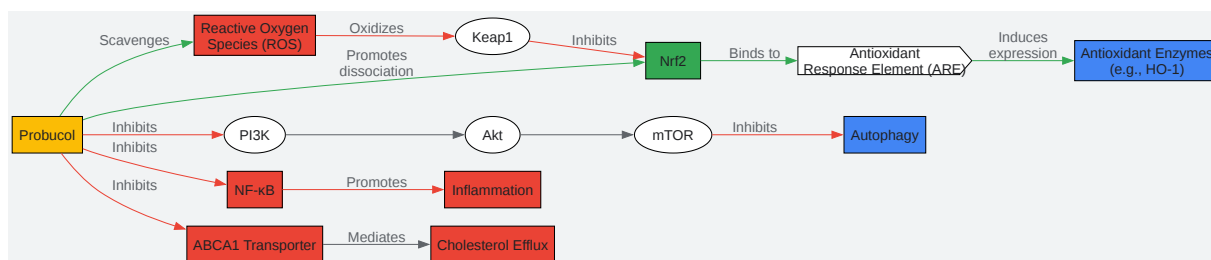 Scavenges
Reactive Oxygen
Species (ROS)
Oxidizes
Keap1
Inhibits
Promotes
dissociation
Nrf2
Binds to
Antioxidant
Response Element (ARE)
Induces
expression
Antioxidant Enzymes
(e.g., HO-1)
Probucol
Inhibits
PI3K
Akt
mTOR
Inhibits
Autophagy
Inhibits
NF-κB
Promotes
Inflammation
Inhibits
ABCA1 Transporter
Mediates
Cholesterol Efflux